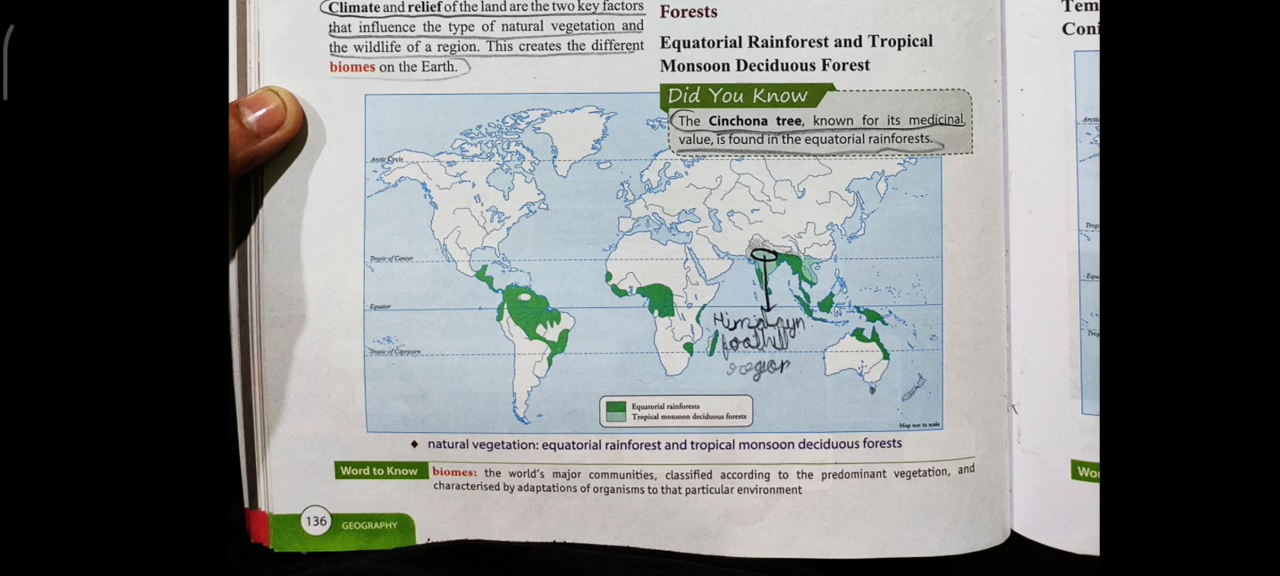 Climate and relief of the land are the two key factors
that influence the type of natural vegetation and
the wildlife of a region. This creates the different
biomes on the Earth.
Forests
Equatorial Rainforest and Tropical
Monsoon Deciduous Forest
Did You Know
The Cinchona tree, known for its medicinal
value, is found in the equatorial rainforests.
Arctic Circle
Tropic of Cancer
Equator
Tropic of Capricorn
region
Equatorial rainforests
Tropical monsoon deciduous forests
Map not to scale
◆ natural vegetation: equatorial rainforest and tropical monsoon deciduous forests
Word to Know
biomes: the world's major communities, classified according to the predominant vegetation, and
characterised by adaptations of organisms to that particular environment
136 GEOGRAPHY
Tem
Coni
Arctic
Trop
Equa
Trop
Wo